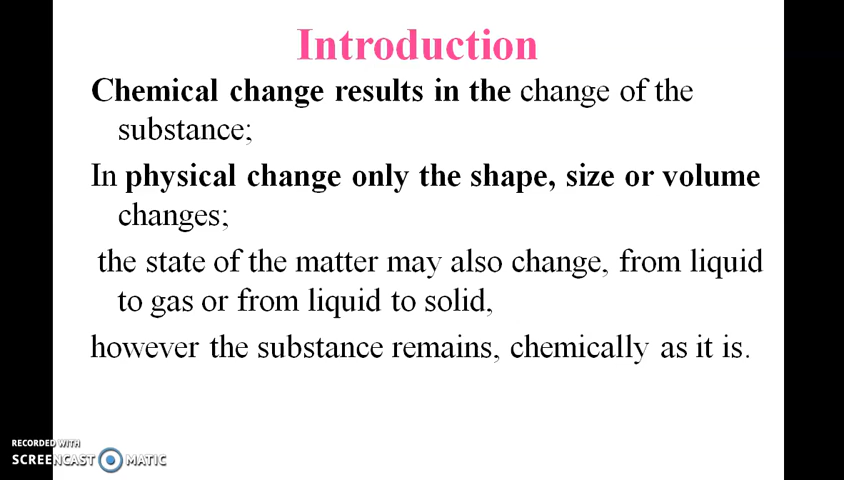 Introduction
Chemical change results in the change of the
substance;
In physical change only the shape, size or volume
changes;
the state of the matter may also change, from liquid
to gas or from liquid to solid,
however the substance remains, chemically as it is.
RECORDED WITH
SCREENCAST MATIC